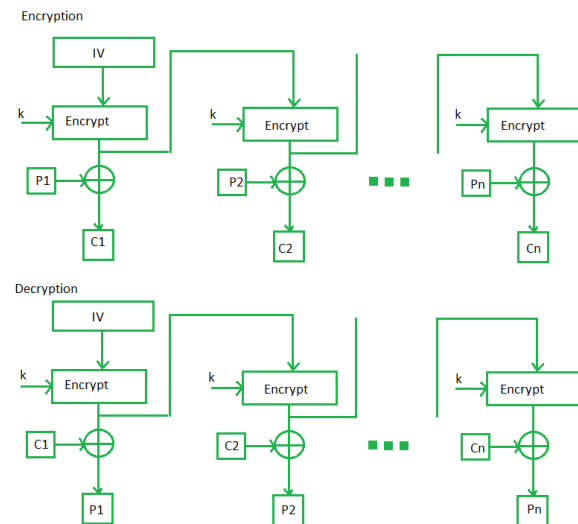 Encryption
IV
k
Encrypt
k
Encrypt
k
Encrypt
P1
P2
Pn
C1
C2
Cn
Decryption
IV
k
Encrypt
k
Encrypt
k
Encrypt
C1
C2
Cn
P1
P2
Pn